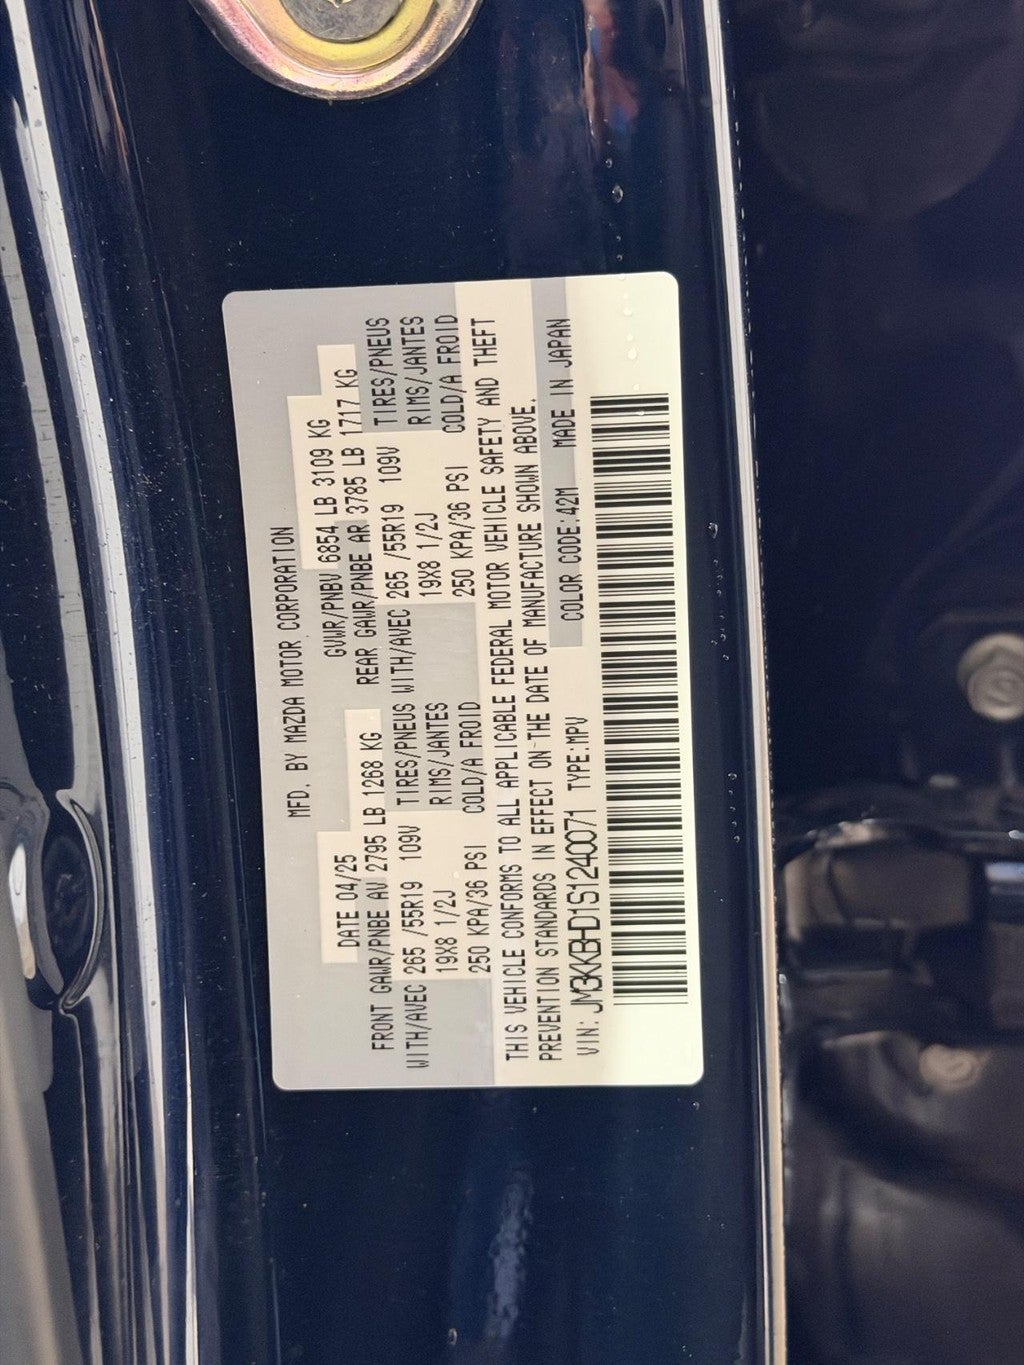 MFD. BY MAZDA MOTOR CORPORATION
DATE 04/25 GVWR/PNBV 6854 LB 3109 KG
FRONT GAWR/PNBE AV 2795 LB 1268 KG REAR GAWR/PNBE AR 3785 LB 1717 KG
WITH/AVEC 265 /55R19 109V TIRES/PNEUS WITH/AVEC 265 /55R19 109V TIRES/PNEUS
19X8 1/2J RIMS/JANTES 19X8 1/2J RIMS/JANTES
250 KPA/36 PSI COLD/A FROID 250 KPA/36 PSI COLD/A FROID
THIS VEHICLE CONFORMS TO ALL APPLICABLE FEDERAL MOTOR VEHICLE SAFETY AND THEFT
PREVENTION STANDARDS IN EFFECT ON THE DATE OF MANUFACTURE SHOWN ABOVE.
VIN: JM3KKBHD1S1240071 TYPE:MPV COLOR CODE:42M MADE IN JAPAN